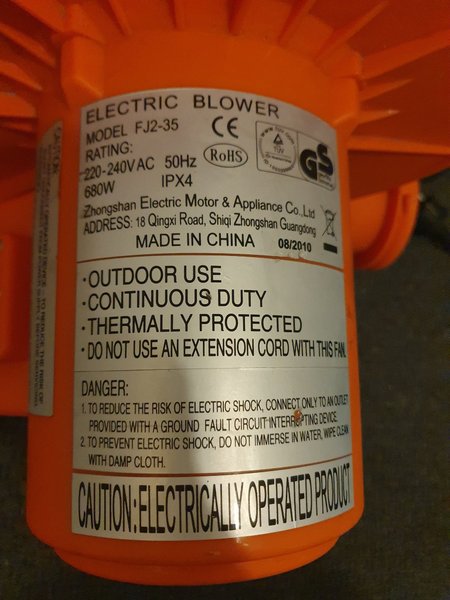 ELECTRIC BLOWER
MODEL FJ2-35
RATING:
220-240V AC 50Hz
680W IPX4
CE
RoHS
TÜV
GS
Zhongshan Electric Motor & Appliance Co.,Ltd
ADDRESS: 18 Qingxi Road, Shiqi Zhongshan Guangdong
MADE IN CHINA 08/2010
·OUTDOOR USE
·CONTINUOUS DUTY
·THERMALLY PROTECTED
·DO NOT USE AN EXTENSION CORD WITH THIS FAN.
DANGER:
1. TO REDUCE THE RISK OF ELECTRIC SHOCK, CONNECT ONLY TO AN OUTLET
PROVIDED WITH A GROUND FAULT CIRCUIT INTERRUPTING DEVICE.
2. TO PREVENT ELECTRIC SHOCK, DO NOT IMMERSE IN WATER, WIPE CLEAN
WITH DAMP CLOTH.
CAUTION:ELECTRICALLY OPERATED PRODUCT